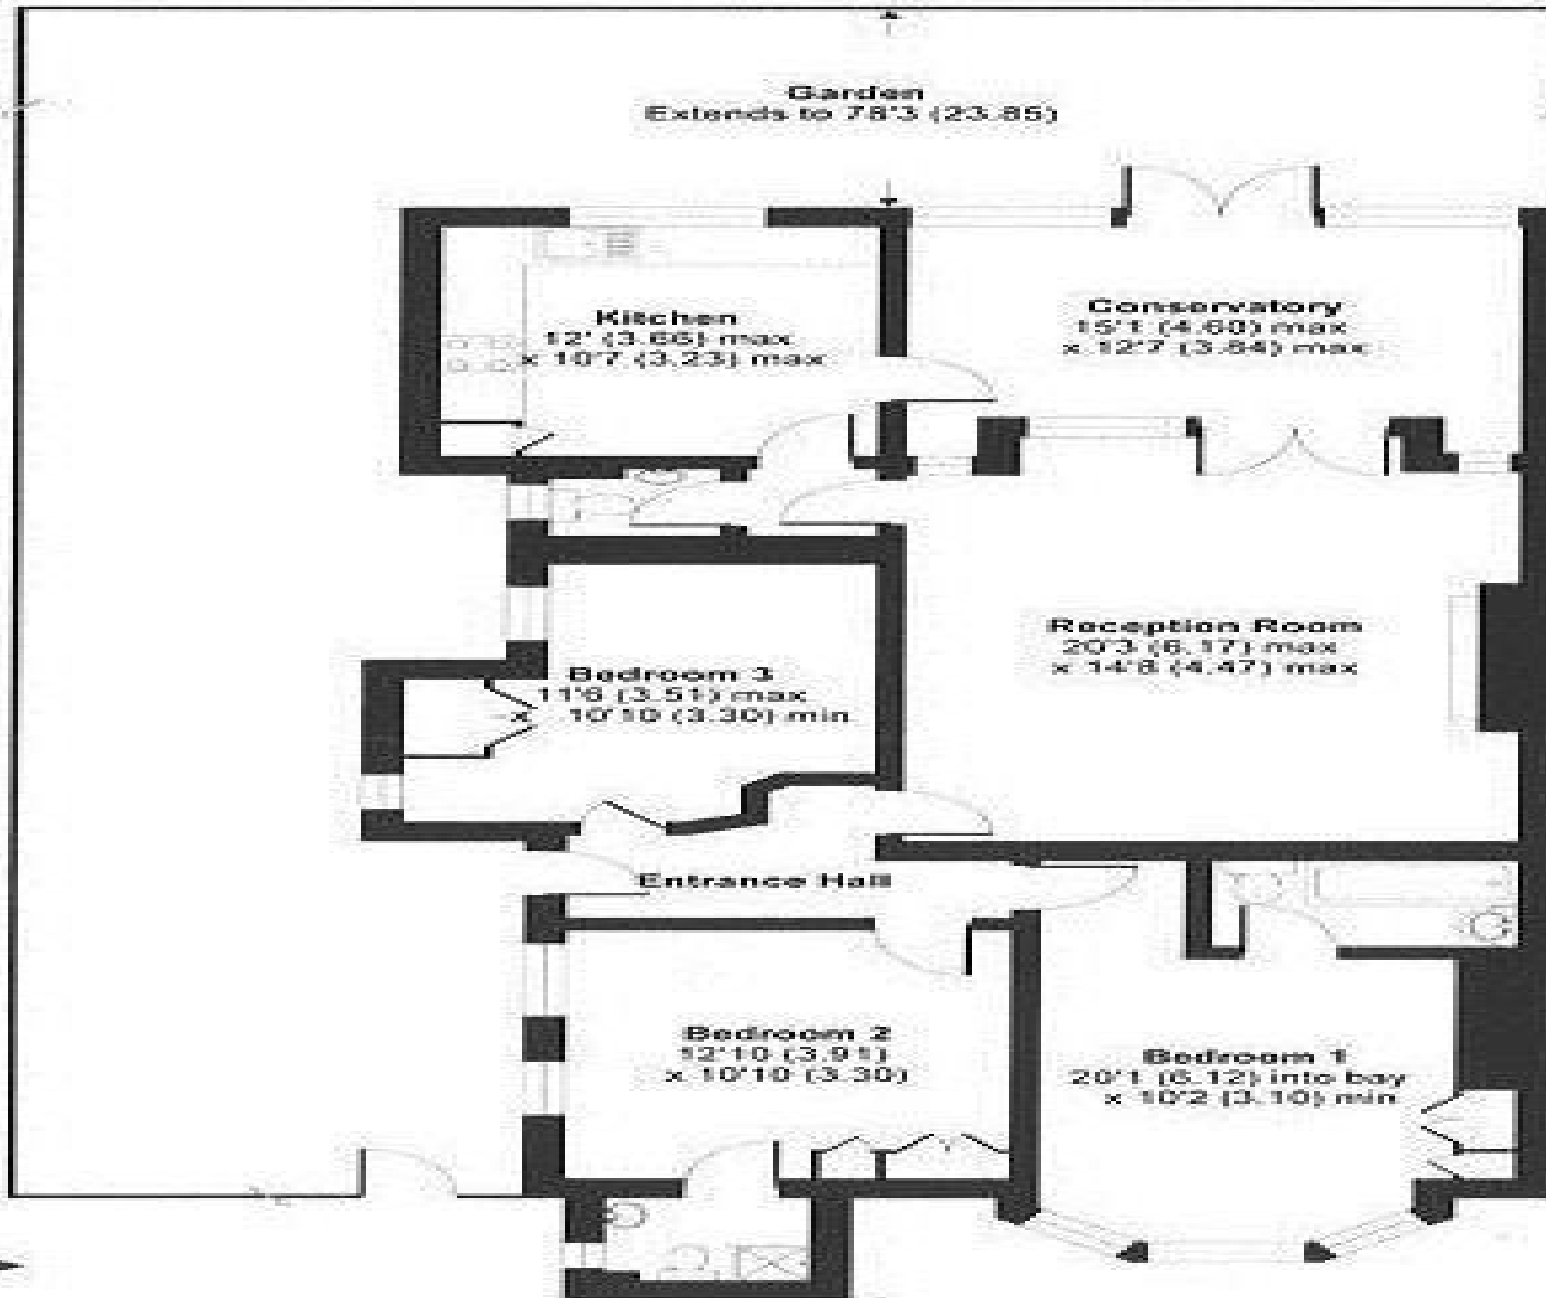 Garden
Extends to 78'3 (23.85)
Kitchen
12' (3.66) max
x 10'7 (3.23) max
Conservatory
15'1 (4.60) max
x 12'7 (3.84) max
Reception Room
20'3 (6.17) max
x 14'8 (4.47) max
Bedroom 3
11'6 (3.51) max
x 10'10 (3.30) min
Entrance Hall
Bedroom 2
12'10 (3.91)
x 10'10 (3.30)
Bedroom 1
20'1 (6.12) into bay
x 10'2 (3.10) min